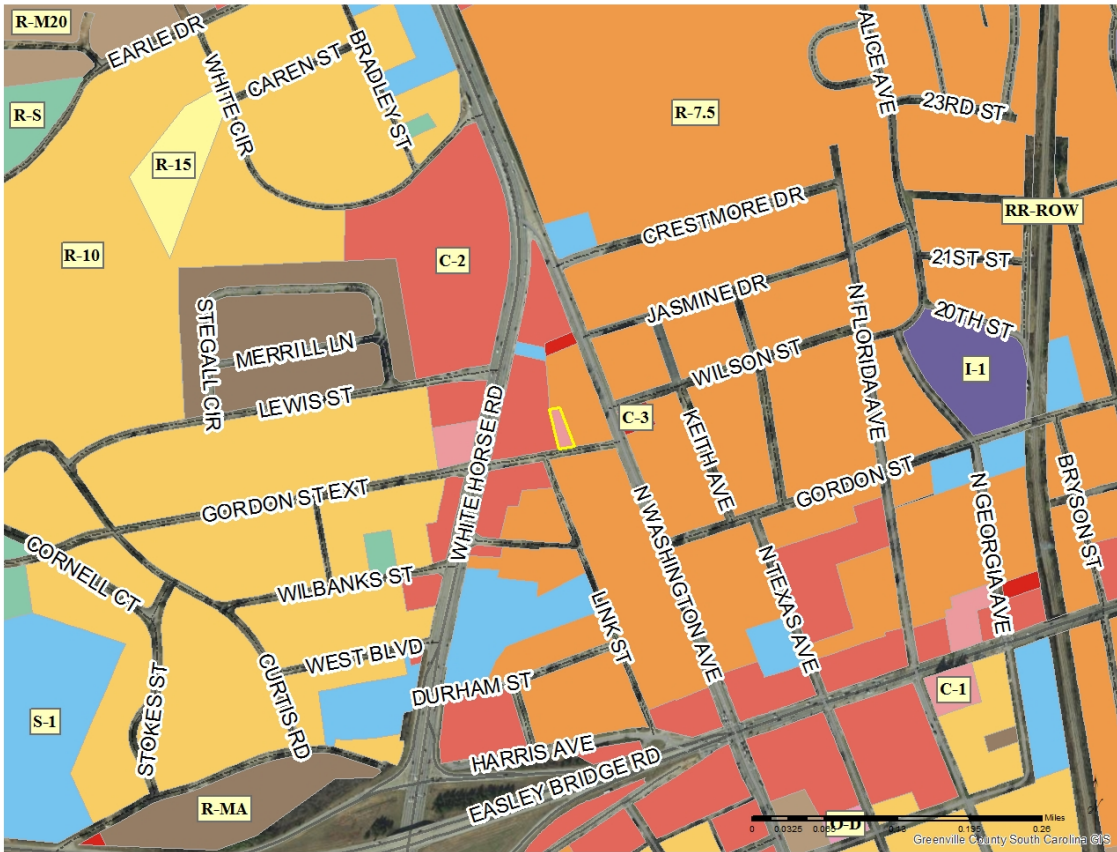 R-M20
EARLE DR
WHITE CIR
CAREN ST
BRADLEY ST
ALICE AVE
23RD ST
R-S
R-7.5
R-15
RR-ROW
CRESTMORE DR
R-10
C-2
21ST ST
JASMINE DR
N FLORIDA AVE
20TH ST
STEGALL CIR
MERRILL LN
WILSON ST
I-1
LEWIS ST
C-3
KEITH AVE
WHITE HORSE RD
GORDON ST EXT
GORDON ST
N WASHINGTON AVE
N GEORGIA AVE
BRYSON ST
CORNELL CT
WILBANKS ST
N TEXAS AVE
LINK ST
WEST BLVD
CURTIS RD
STOKES ST
DURHAM ST
S-1
C-1
HARRIS AVE
EASLEY BRIDGE RD
R-MA
O-D
Miles
0 0.0325 0.065 0.13 0.195 0.26
Greenville County South Carolina GIS